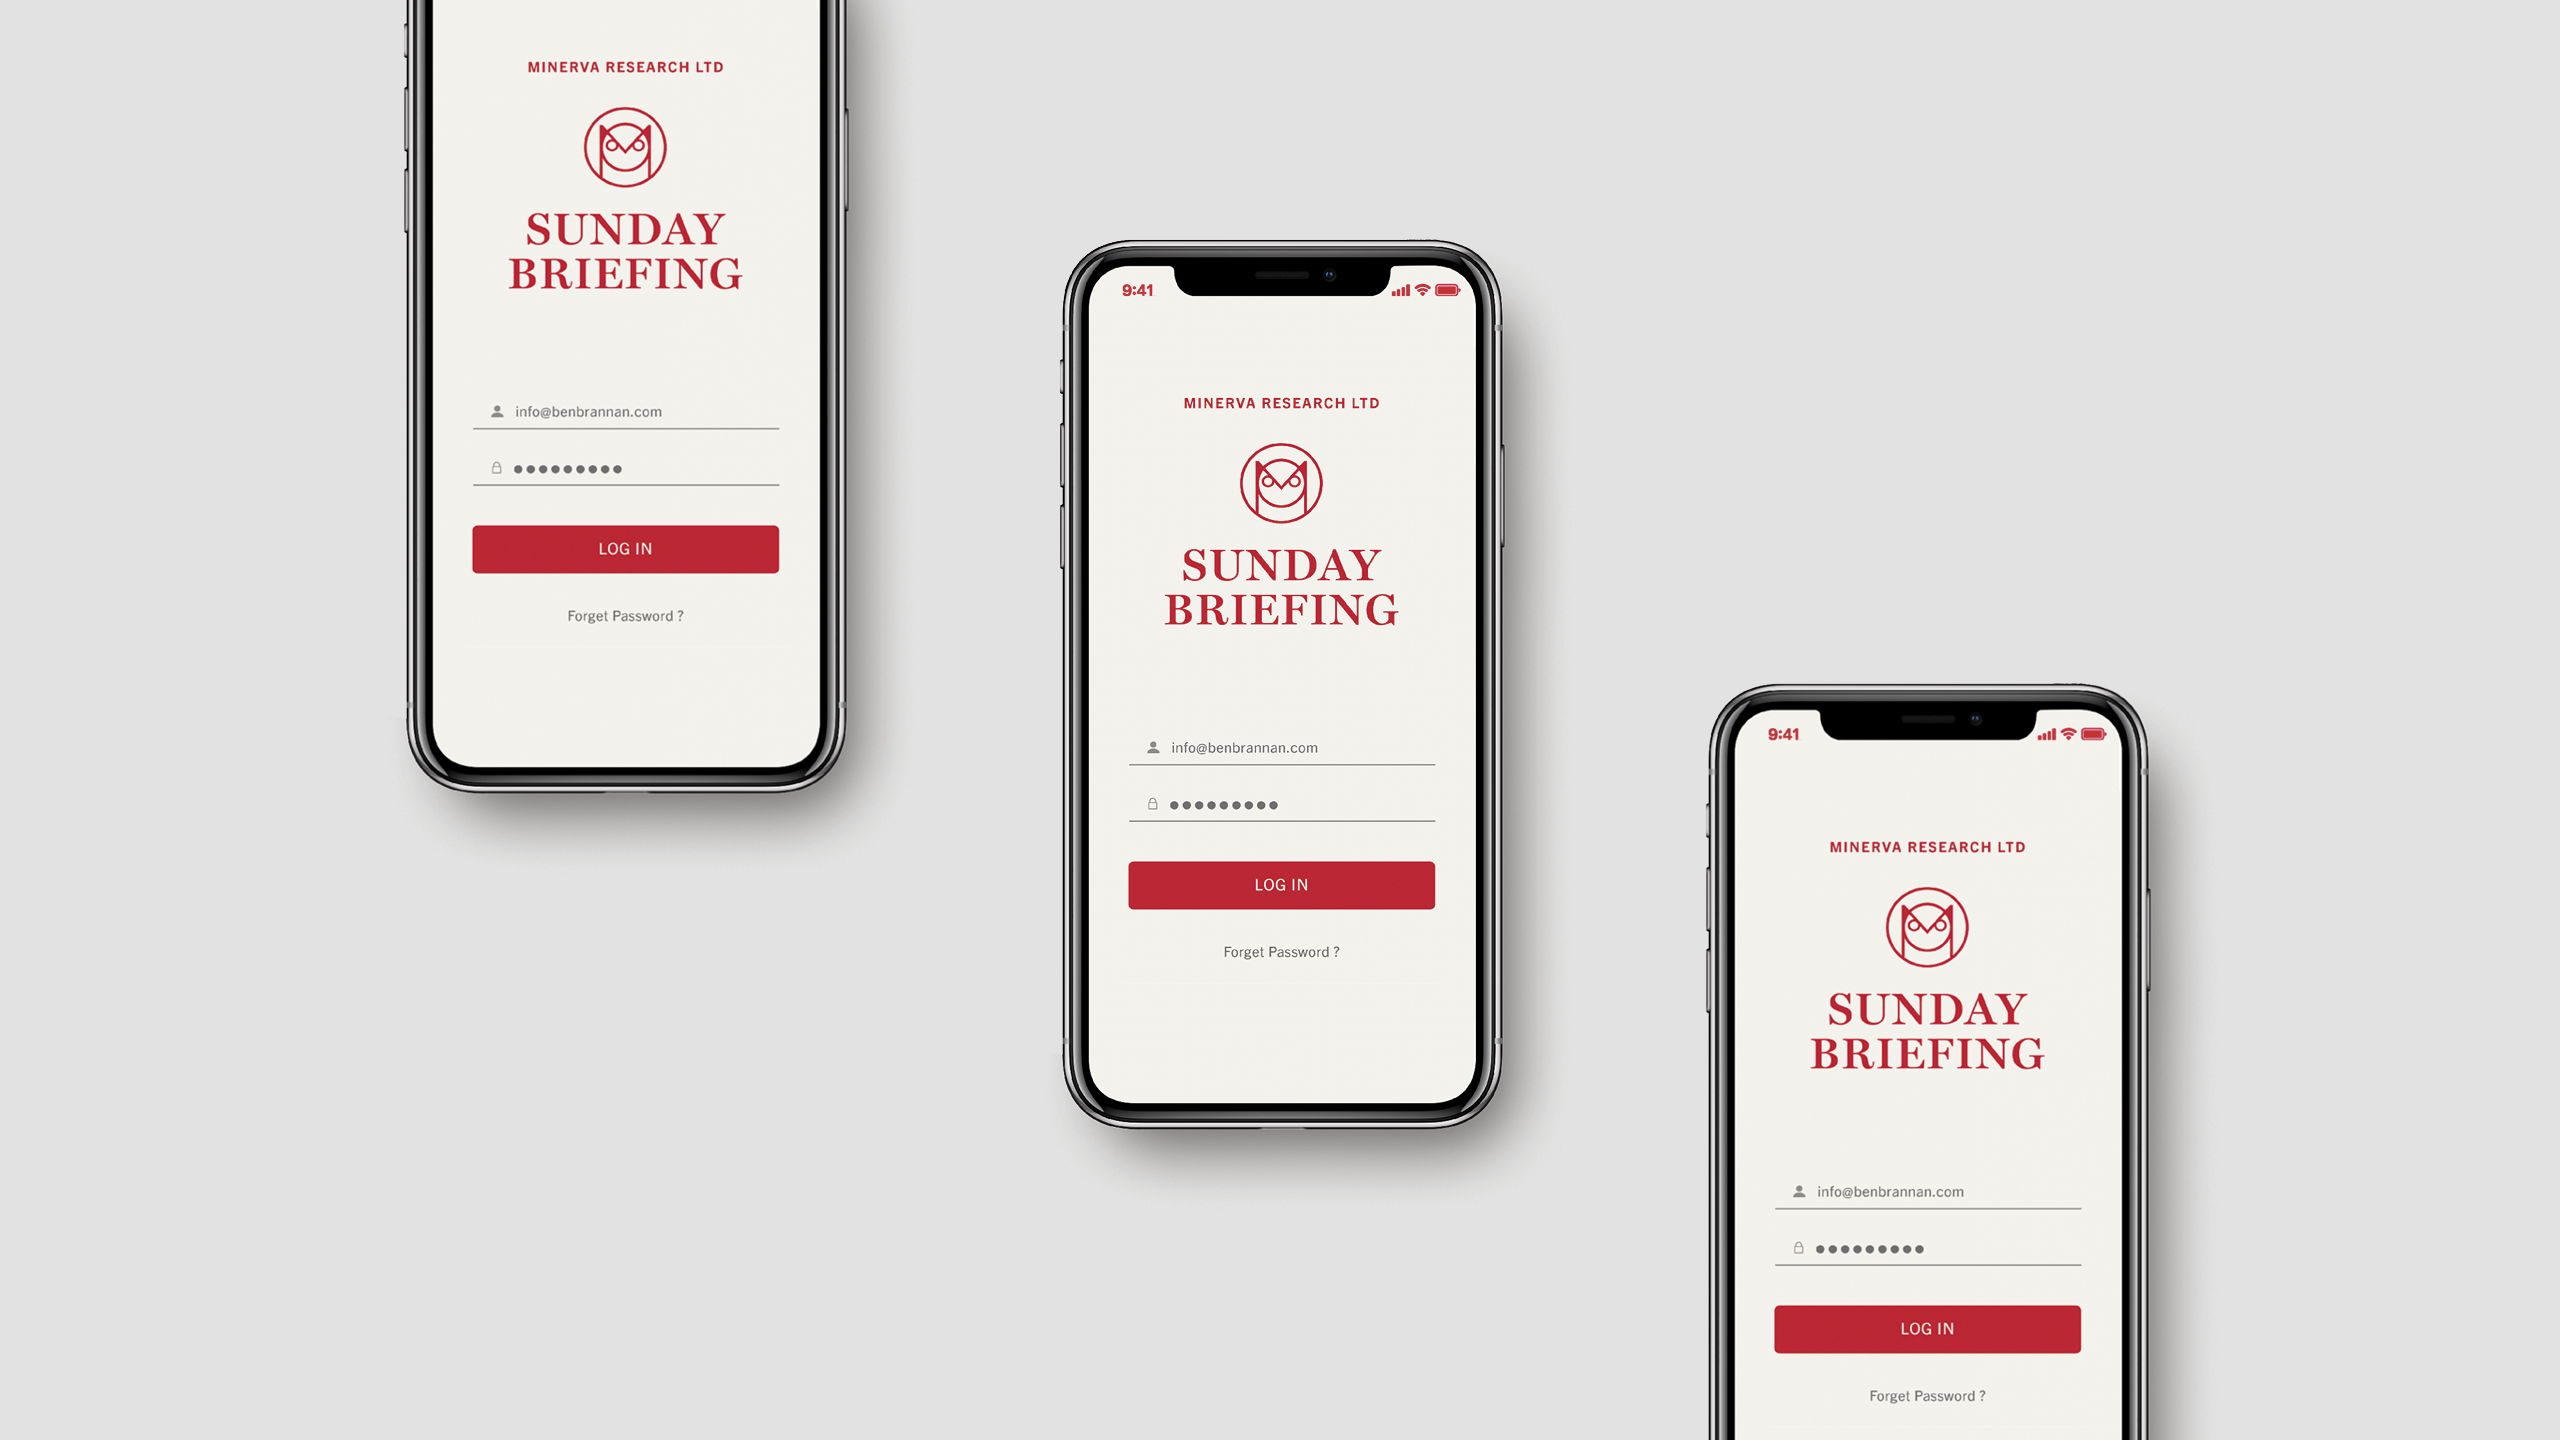 MINERVA RESEARCH LTD
SUNDAY
BRIEFING
info@benbrannan.com
●●●●●●●●●
LOG IN
Forget Password ?
9:41
MINERVA RESEARCH LTD
SUNDAY
BRIEFING
info@benbrannan.com
●●●●●●●●●
LOG IN
Forget Password ?
9:41
MINERVA RESEARCH LTD
SUNDAY
BRIEFING
info@benbrannan.com
●●●●●●●●●
LOG IN
Forget Password ?